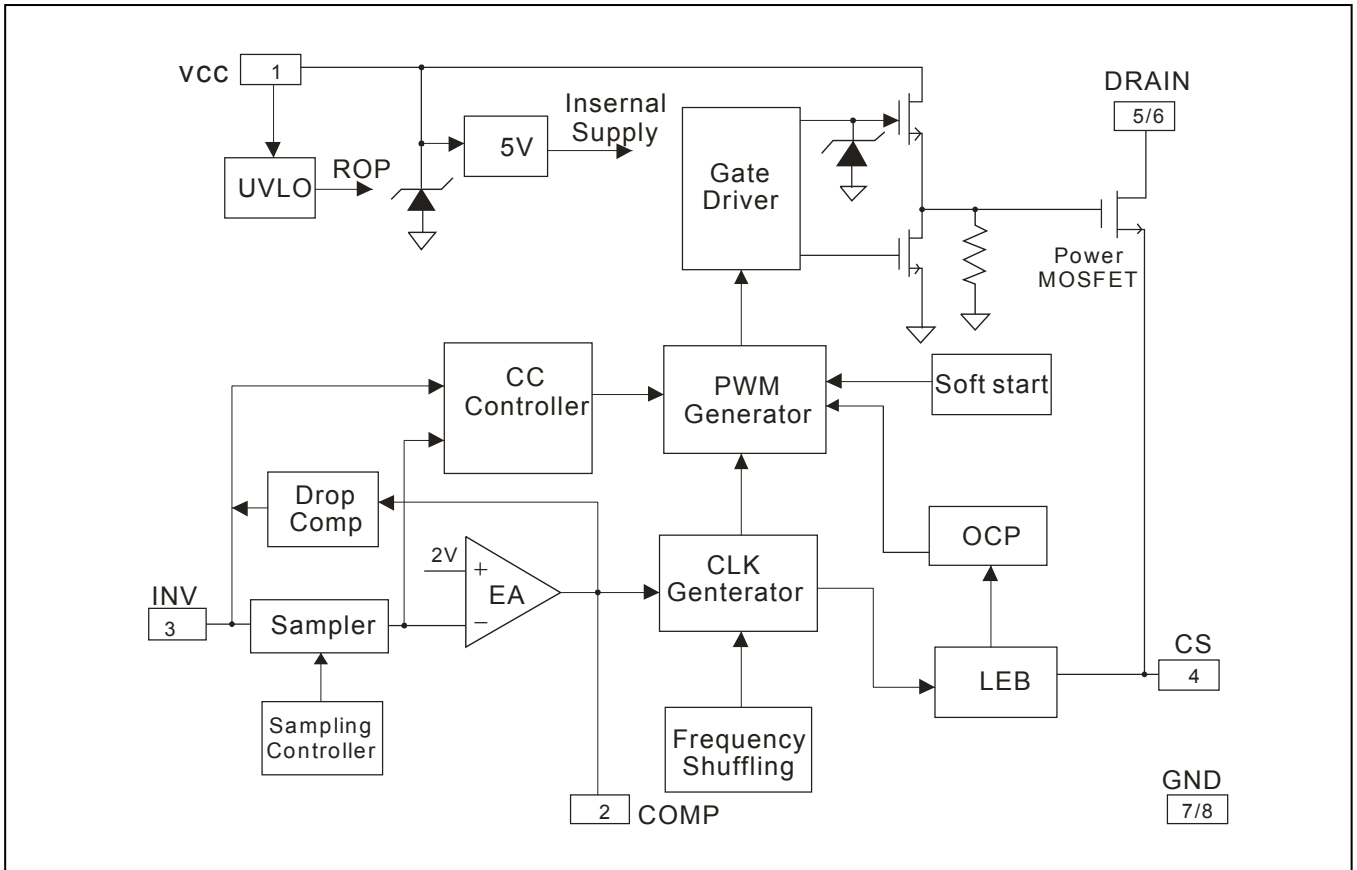 vcc
1
DRAIN
5/6
Insernal
Supply
5V
UVLO
ROP
Gate
Driver
Power
MOSFET
CC
Controller
PWM
Generator
Soft start
Drop
Comp
OCP
2V
+
EA
−
CLK
Genterator
INV
3
Sampler
CS
4
LEB
Sampling
Controller
Frequency
Shuffling
GND
7/8
2
COMP